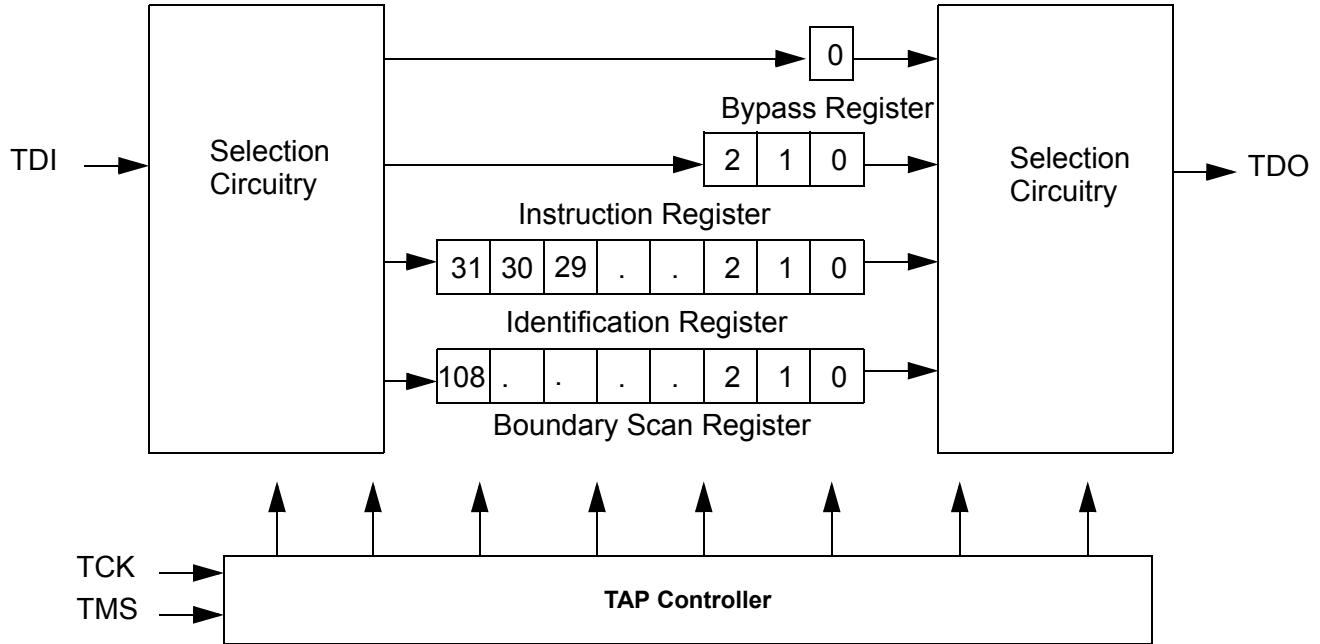 0
Bypass Register
TDI
Selection
Circuitry
2 1 0
Selection
Circuitry
TDO
Instruction Register
31 30 29 . . 2 1 0
Identification Register
108 . . . . 2 1 0
Boundary Scan Register
TCK
TMS
TAP Controller